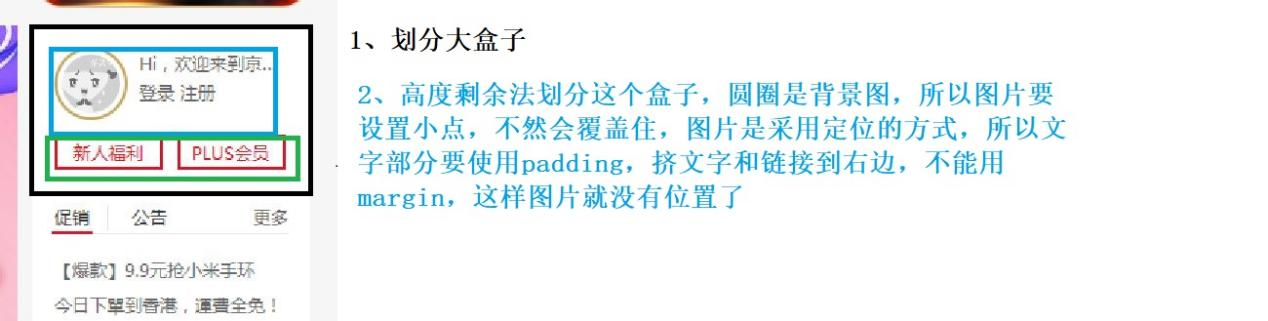 Hi，欢迎来到京...
登录 注册
新人福利 PLUS会员
促销 公告 更多
【爆款】9.9元抢小米手环
今日下單到香港，運費全免！
1、划分大盒子
2、高度剩余法划分这个盒子，圆圈是背景图，所以图片要
设置小点，不然会覆盖住，图片是采用定位的方式，所以文
字部分要使用padding，挤文字和链接到右边，不能用
margin，这样图片就没有位置了